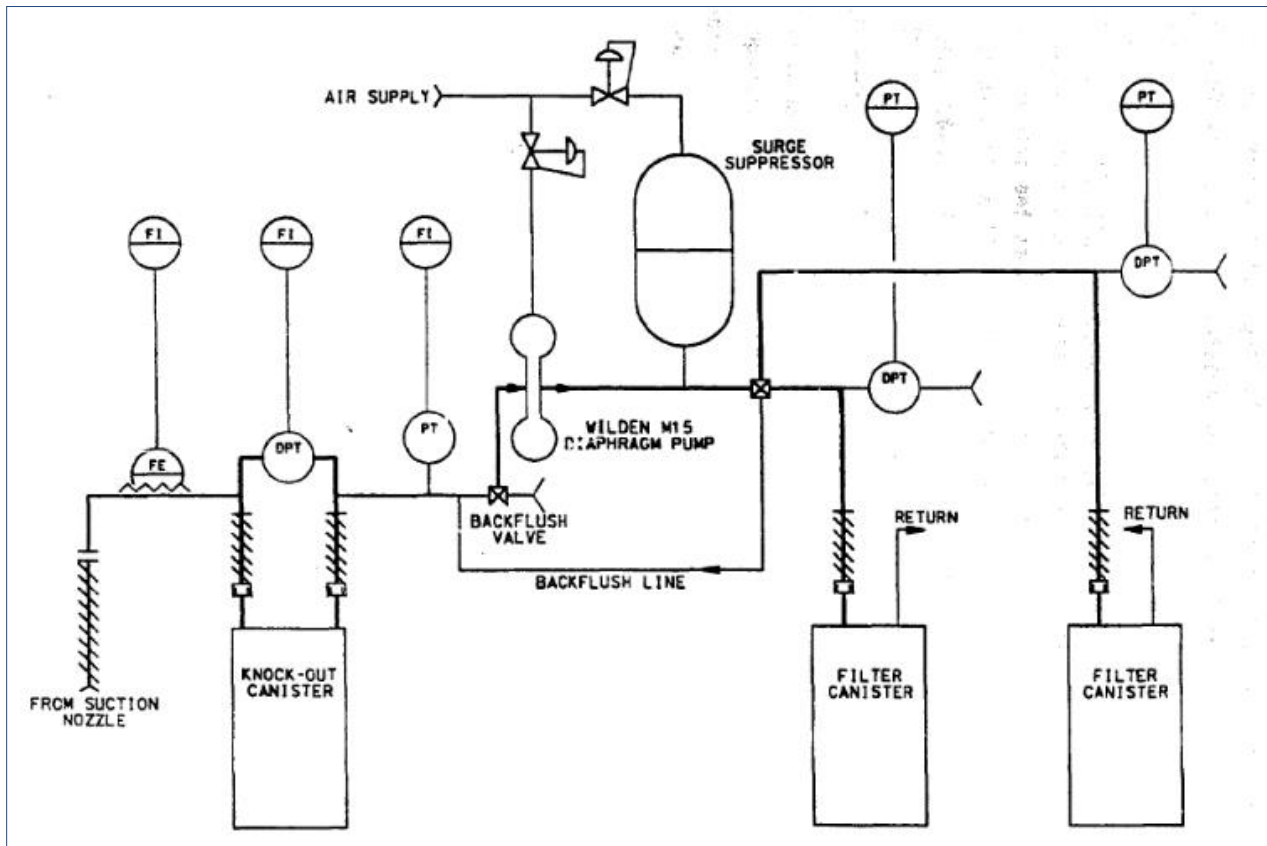 AIR SUPPLY
PT
PT
SURGE
SUPPRESSOR
FI
FI
FI
DPT
DPT
WILDEN M15
DIAPHRAGM PUMP
PT
DPT
FE
BACKFLUSH
VALVE
RETURN
RETURN
BACKFLUSH LINE
FROM SUCTION
NOZZLE
KNOCK-OUT
CANISTER
FILTER
CANISTER
FILTER
CANISTER